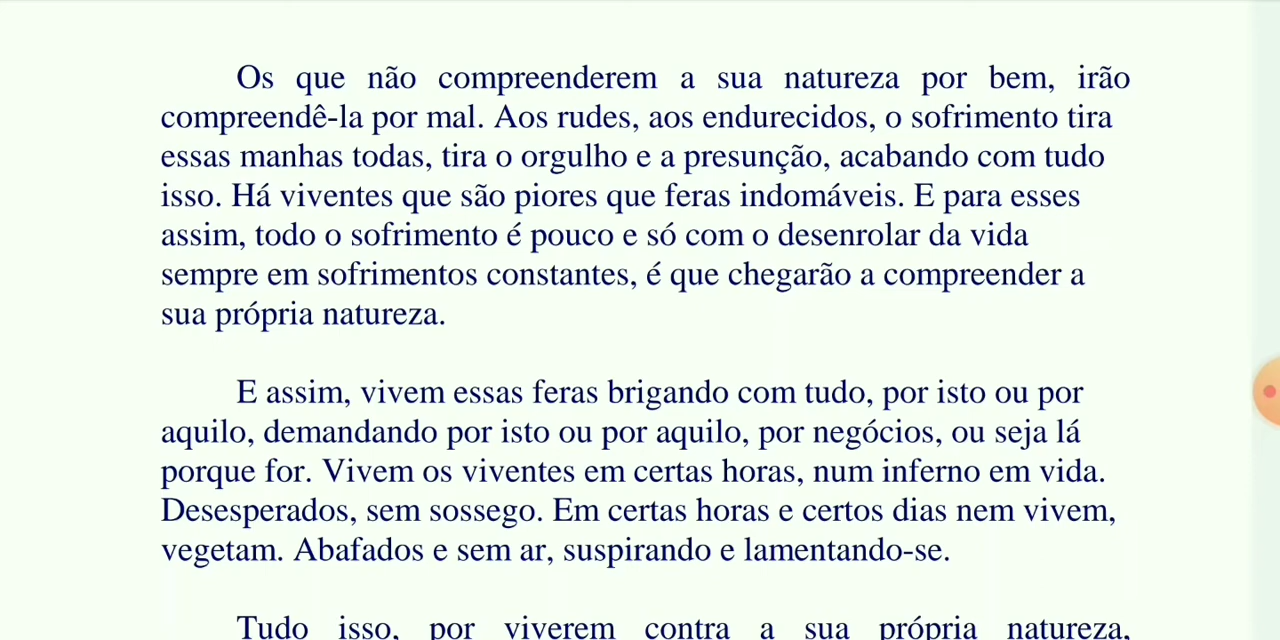 Os que não compreenderem a sua natureza por bem, irão
compreendê-la por mal. Aos rudes, aos endurecidos, o sofrimento tira
essas manhas todas, tira o orgulho e a presunção, acabando com tudo
isso. Há viventes que são piores que feras indomáveis. E para esses
assim, todo o sofrimento é pouco e só com o desenrolar da vida
sempre em sofrimentos constantes, é que chegarão a compreender a
sua própria natureza.
E assim, vivem essas feras brigando com tudo, por isto ou por
aquilo, demandando por isto ou por aquilo, por negócios, ou seja lá
porque for. Vivem os viventes em certas horas, num inferno em vida.
Desesperados, sem sossego. Em certas horas e certos dias nem vivem,
vegetam. Abafados e sem ar, suspirando e lamentando-se.
Tudo isso, por viverem contra a sua própria natureza,